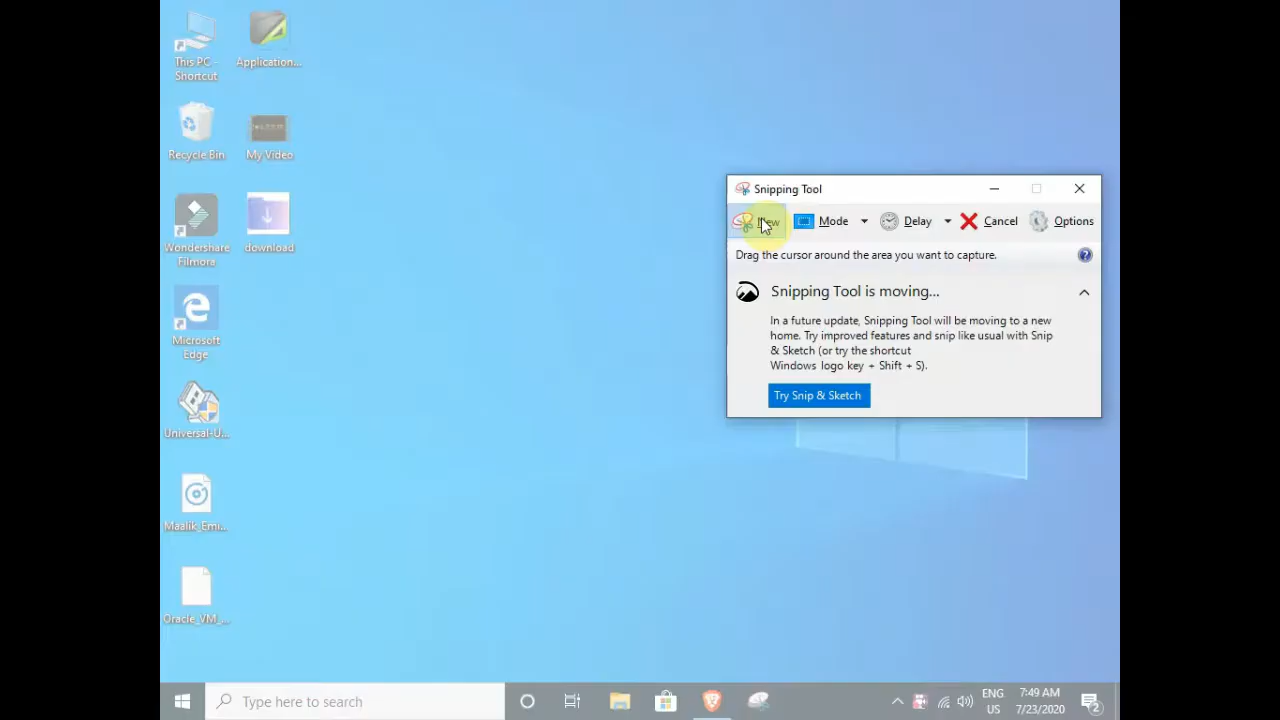 This PC -
Shortcut
Application...
Recycle Bin
My Video
Wondershare
Filmora
download
Microsoft
Edge
Universal-U...
Maalik_Emi...
Oracle_VM_...
Snipping Tool
New
Mode
Delay
Cancel
Options
Drag the cursor around the area you want to capture.
Snipping Tool is moving...
In a future update, Snipping Tool will be moving to a new
home. Try improved features and snip like usual with Snip
& Sketch (or try the shortcut
Windows logo key + Shift + S).
Try Snip & Sketch
Type here to search
ENG
US
7:49 AM
7/23/2020
2